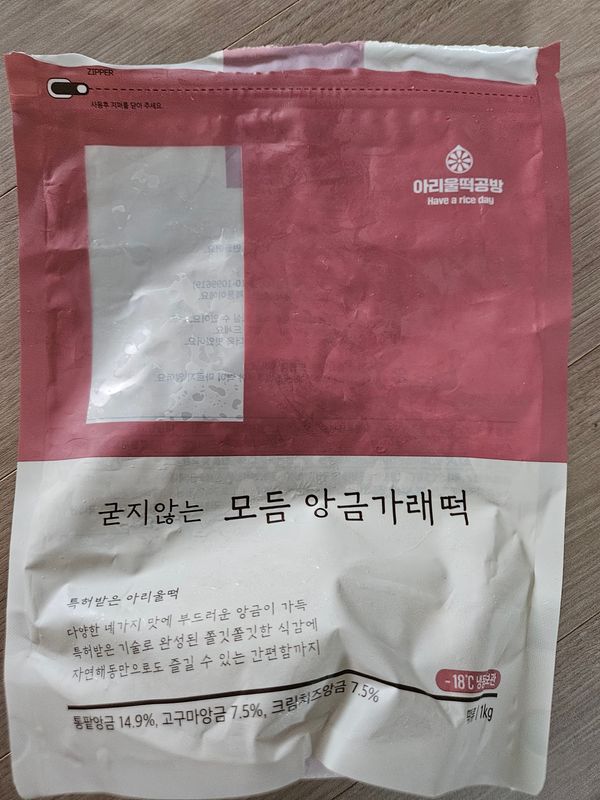 ZIPPER
사용후 지퍼를 닫아 주세요.
아리울떡공방
Have a rice day
굳지않는 모듬 앙금가래떡
특허받은 아리울떡
다양한 네가지 맛에 부드러운 앙금이 가득
특허받은 기술로 완성된 쫄깃쫄깃한 식감에
자연해동만으로도 즐길 수 있는 간편함까지
-18℃ 냉동보관
통팥앙금 14.9%, 고구마앙금 7.5%, 크림치즈앙금 7.5%
떡류 | 1kg